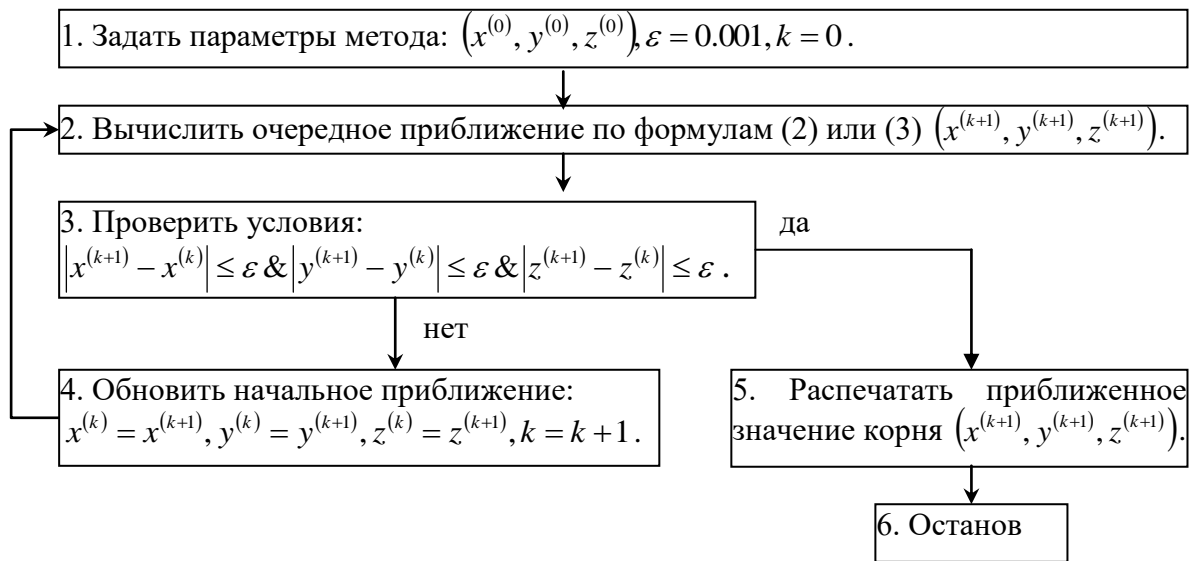 1. Задать параметры метода: (x^(0), y^(0), z^(0)), ε = 0.001, k = 0 .
2. Вычислить очередное приближение по формулам (2) или (3) (x^(k+1), y^(k+1), z^(k+1)).
3. Проверить условия:
да
|x^(k+1) − x^(k)| ≤ ε & |y^(k+1) − y^(k)| ≤ ε & |z^(k+1) − z^(k)| ≤ ε .
нет
4. Обновить начальное приближение:
x^(k) = x^(k+1), y^(k) = y^(k+1), z^(k) = z^(k+1), k = k + 1 .
5. Распечатать приближенное
значение корня (x^(k+1), y^(k+1), z^(k+1)).
6. Останов